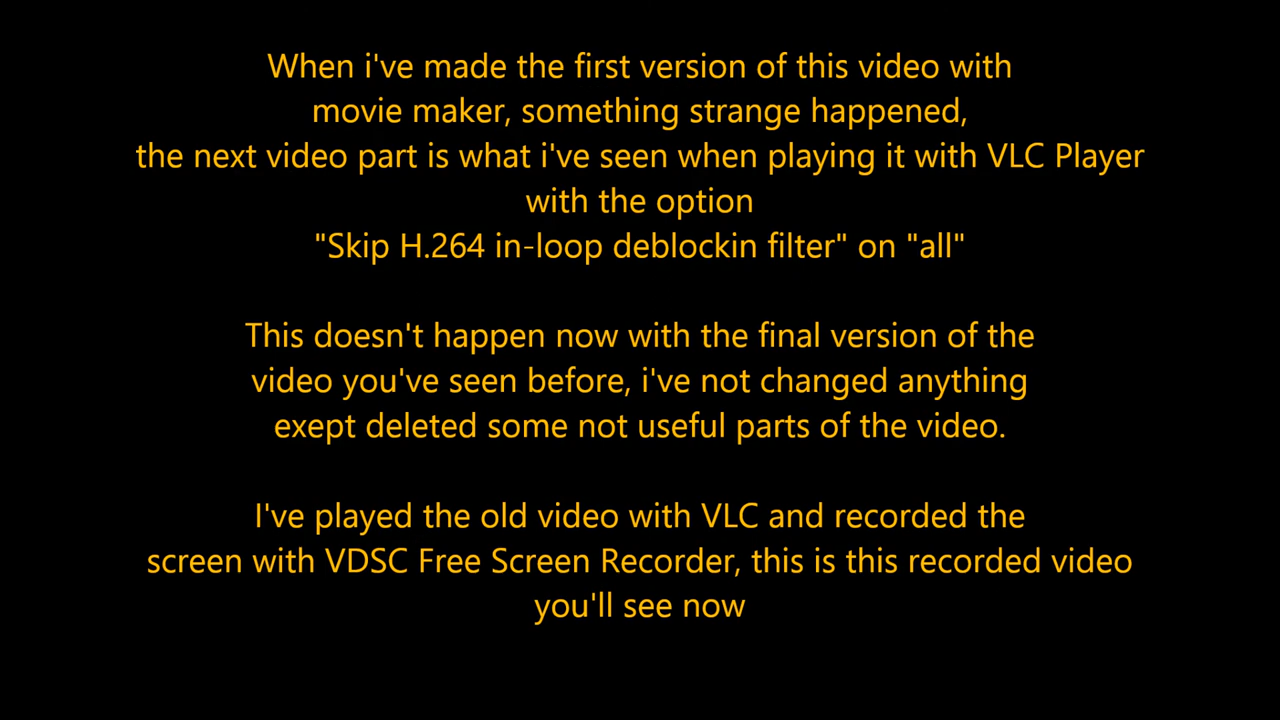 When i've made the first version of this video with
movie maker, something strange happened,
the next video part is what i've seen when playing it with VLC Player
with the option
"Skip H.264 in-loop deblockin filter" on "all"
This doesn't happen now with the final version of the
video you've seen before, i've not changed anything
exept deleted some not useful parts of the video.
I've played the old video with VLC and recorded the
screen with VDSC Free Screen Recorder, this is this recorded video
you'll see now